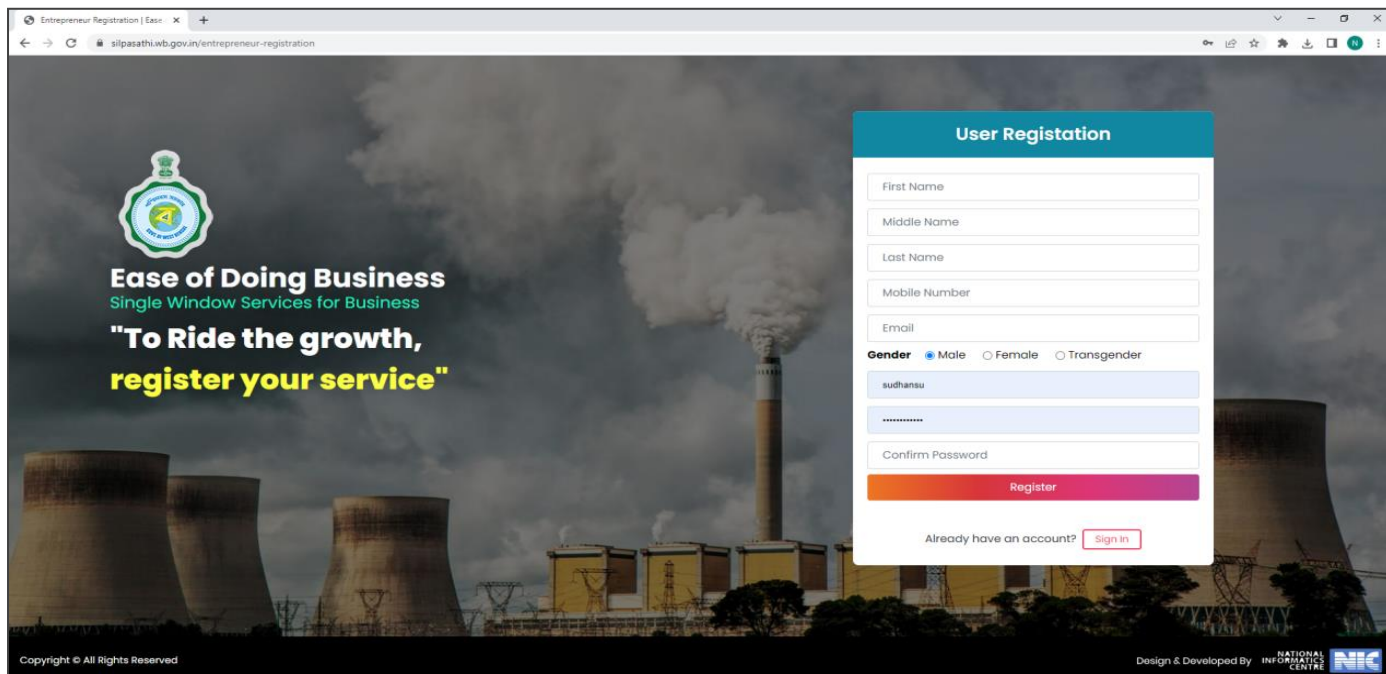 Entrepreneur Registration | Ease
silpasathi.wb.gov.in/entrepreneur-registration
N
User Registation
First Name
Middle Name
Last Name
Mobile Number
Email
Gender Male Female Transgender
sudhansu
••••••••••••
Confirm Password
Register
Already have an account? Sign In
Ease of Doing Business
Single Window Services for Business
"To Ride the growth,
register your service"
Copyright © All Rights Reserved
Design & Developed By
NATIONAL
INFORMATICS
CENTRE
NIC